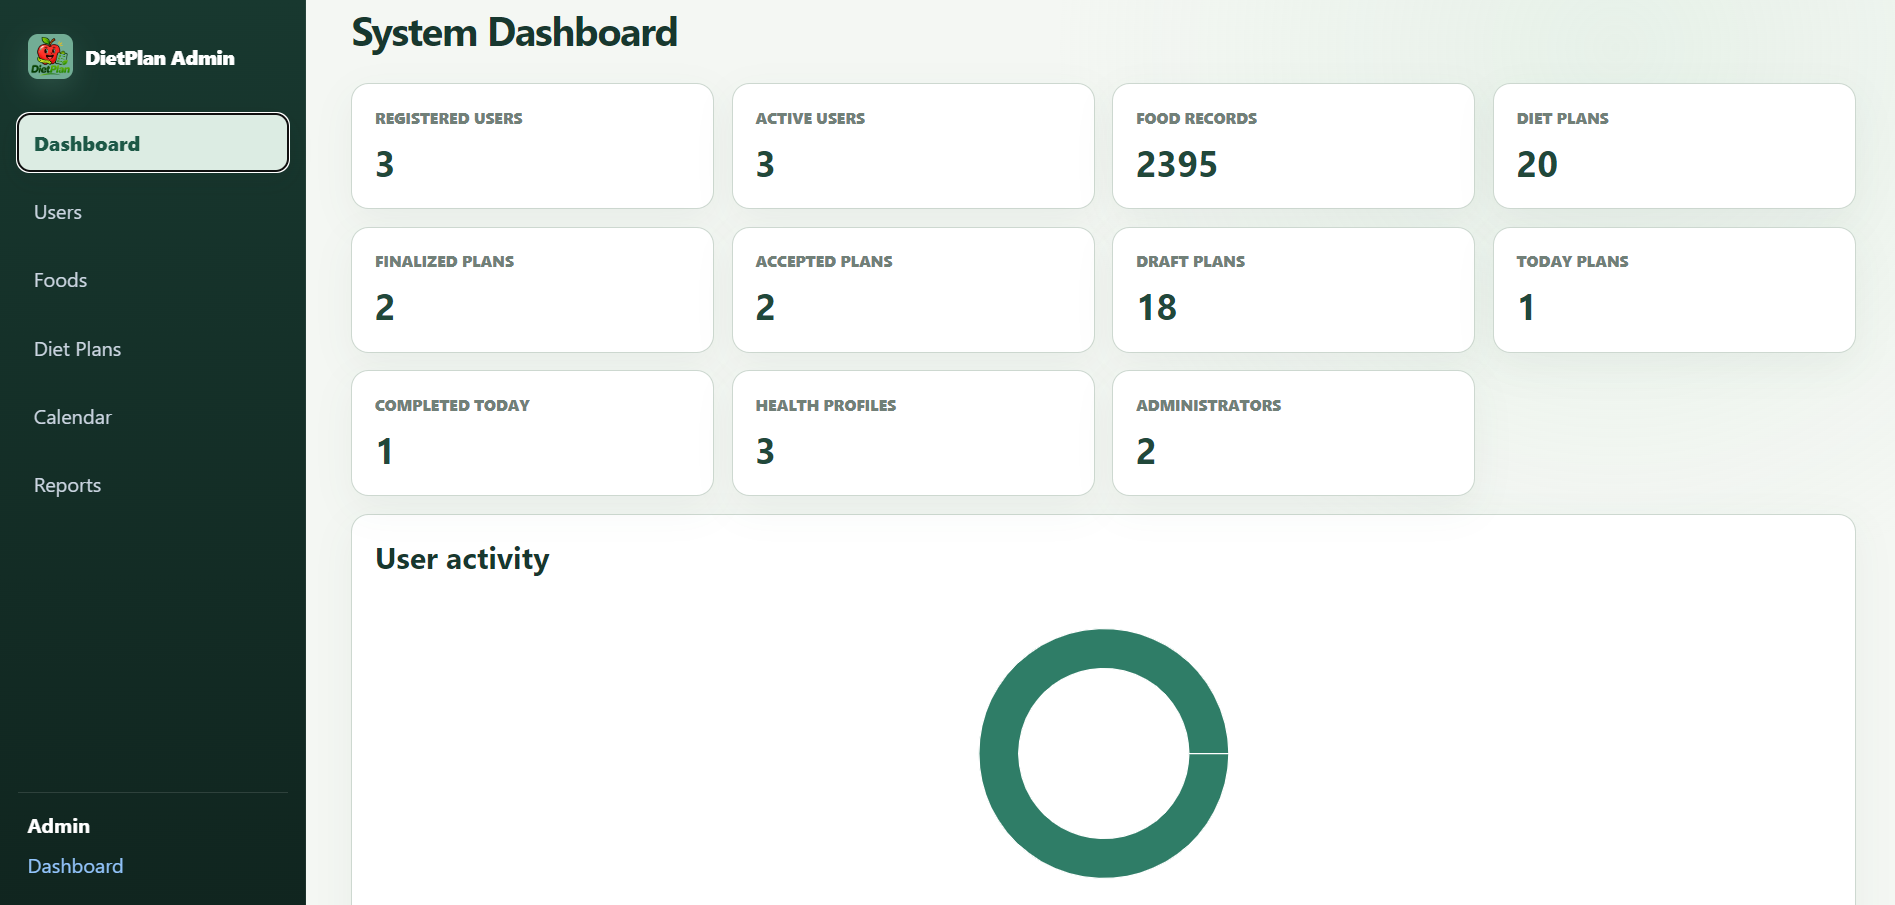 System Dashboard
DietPlan
DietPlan Admin
Dashboard
Users
Foods
Diet Plans
Calendar
Reports
Admin
Dashboard
REGISTERED USERS
3
ACTIVE USERS
3
FOOD RECORDS
2395
DIET PLANS
20
FINALIZED PLANS
2
ACCEPTED PLANS
2
DRAFT PLANS
18
TODAY PLANS
1
COMPLETED TODAY
1
HEALTH PROFILES
3
ADMINISTRATORS
2
User activity